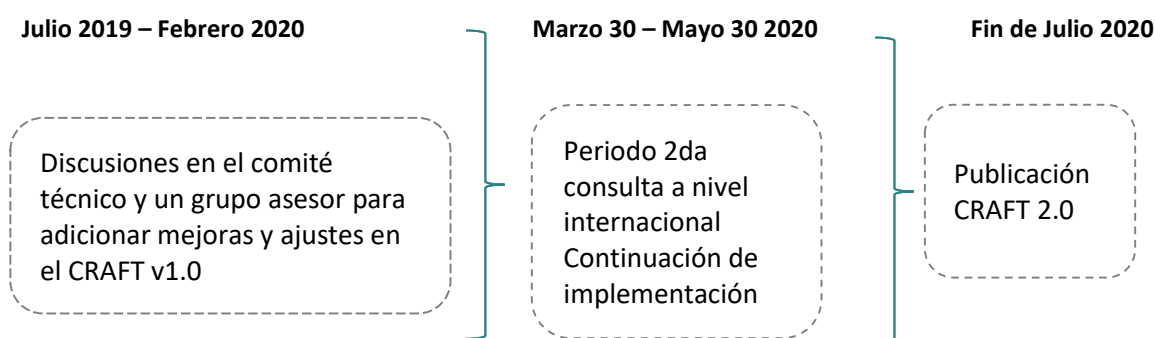 Julio 2019 – Febrero 2020
Marzo 30 – Mayo 30 2020
Fin de Julio 2020
Discusiones en el comité
técnico y un grupo asesor para
adicionar mejoras y ajustes en
el CRAFT v1.0
Periodo 2da
consulta a nivel
internacional
Continuación de
implementación
Publicación
CRAFT 2.0